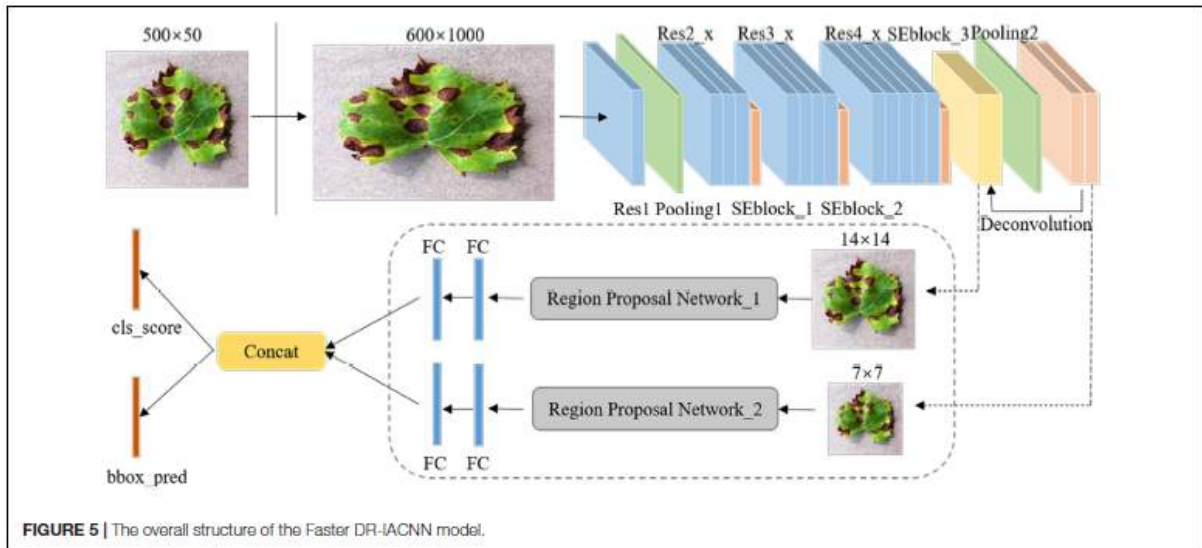 500×50
600×1000
Res2_x
Res3_x
Res4_x
SEblock_3
Pooling2
Res1
Pooling1
SEblock_1
SEblock_2
Deconvolution
14×14
FC
FC
Region Proposal Network_1
cls_score
Concat
7×7
Region Proposal Network_2
FC
FC
bbox_pred
FIGURE 5 | The overall structure of the Faster DR-IACNN model.